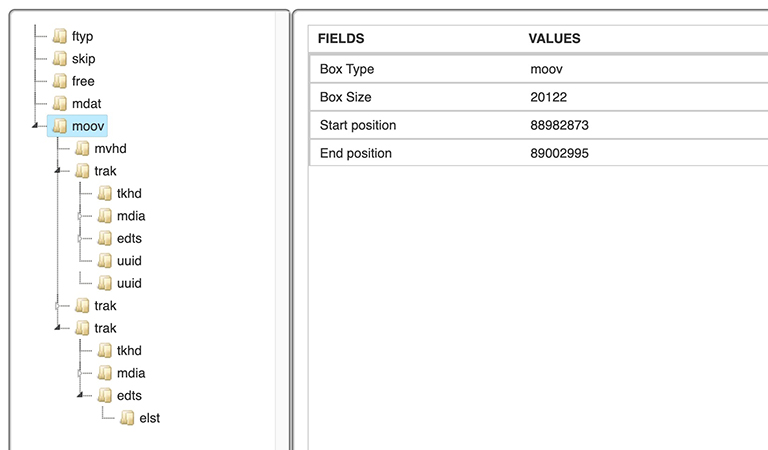 ftyp
skip
free
mdat
moov
mvhd
trak
tkhd
mdia
edts
uuid
uuid
trak
trak
tkhd
mdia
edts
elst
FIELDS VALUES
Box Type moov
Box Size 20122
Start position 88982873
End position 89002995